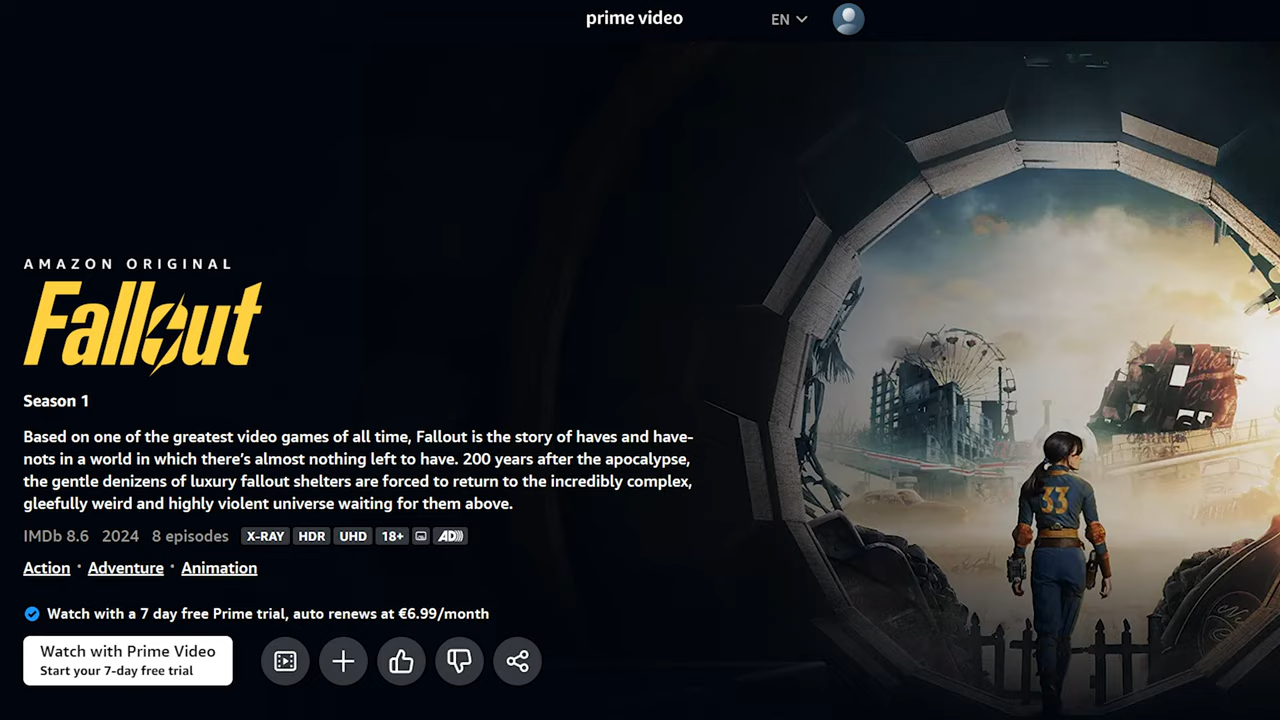 prime video
EN
AMAZON ORIGINAL
Fallout
Season 1
Based on one of the greatest video games of all time, Fallout is the story of haves and have-
nots in a world in which there’s almost nothing left to have. 200 years after the apocalypse,
the gentle denizens of luxury fallout shelters are forced to return to the incredibly complex,
gleefully weird and highly violent universe waiting for them above.
IMDb 8.6 2024 8 episodes X-RAY HDR UHD 18+ AD
Action · Adventure · Animation
Watch with a 7 day free Prime trial, auto renews at €6.99/month
Watch with Prime Video
Start your 7-day free trial
33